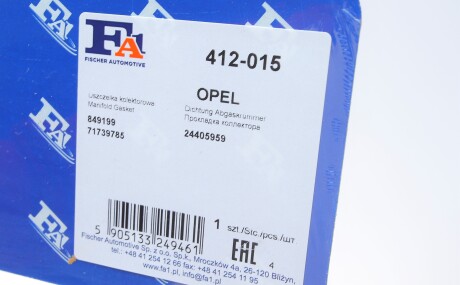 FA1
FISCHER AUTOMOTIVE
412-015
OPEL
Uszczelka kolektorowa
Dichtung Abgaskrümmer
Manifold Gasket
Прокладка коллектора
849199
71739785
24405959
1 szt./Stc./pcs./шт
5 905133 249461
EAC
4
Fischer Automotive Sp. z o.o. Sp.k., Mroczków 4a, 26-120 Bliżyn,
tel.: +48 41 254 12 66 fax: +48 41 254 11 95
www.fa1.pl, info@fa1.pl